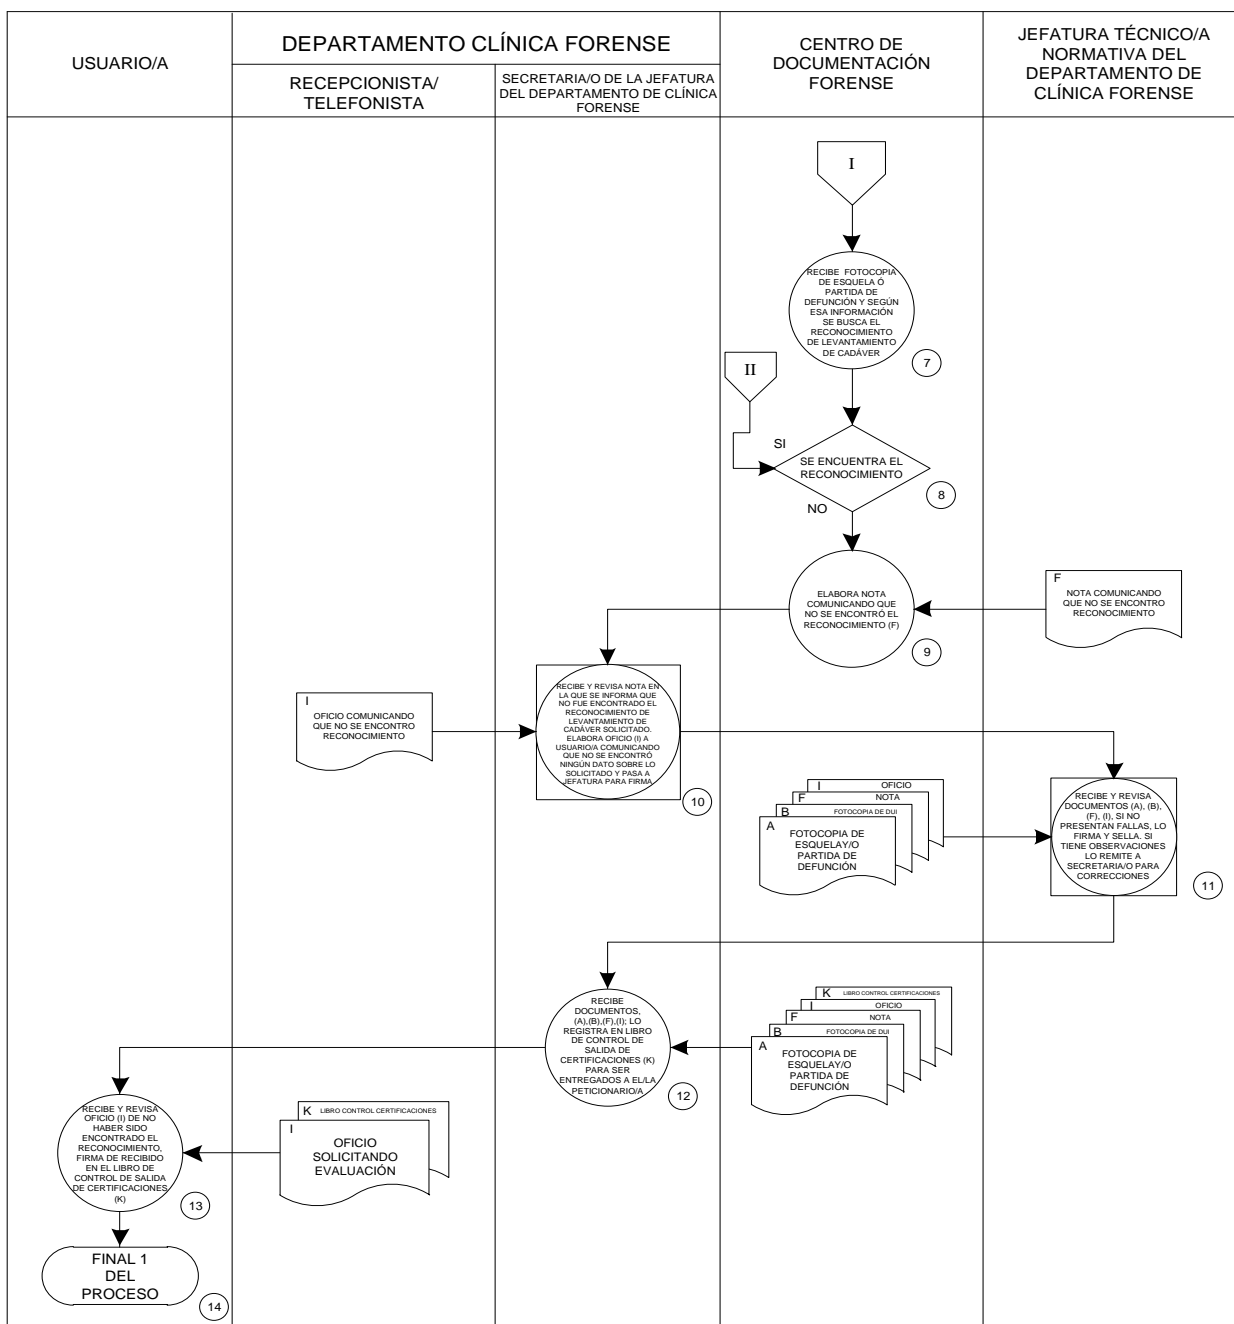 USUARIO/A
DEPARTAMENTO CLÍNICA FORENSE
RECEPCIONISTA/
TELEFONISTA
SECRETARIA/O DE LA JEFATURA
DEL DEPARTAMENTO DE CLÍNICA
FORENSE
CENTRO DE
DOCUMENTACIÓN
FORENSE
JEFATURA TÉCNICO/A
NORMATIVA DEL
DEPARTAMENTO DE
CLÍNICA FORENSE
I
RECIBE FOTOCOPIA
DE ESQUELA Ó
PARTIDA DE
DEFUNCIÓN Y SEGÚN
ESA INFORMACIÓN
SE BUSCA EL
RECONOCIMIENTO
DE LEVANTAMIENTO
DE CADÁVER
7
II
SI
SE ENCUENTRA EL
RECONOCIMIENTO
8
NO
ELABORA NOTA
COMUNICANDO QUE
NO SE ENCONTRÓ EL
RECONOCIMIENTO (F)
9
F
NOTA COMUNICANDO
QUE NO SE ENCONTRO
RECONOCIMIENTO
I
OFICIO COMUNICANDO
QUE NO SE ENCONTRO
RECONOCIMIENTO
RECIBE Y REVISA NOTA EN
LA QUE SE INFORMA QUE
NO FUE ENCONTRADO EL
RECONOCIMIENTO DE
LEVANTAMIENTO DE
CADÁVER SOLICITADO.
ELABORA OFICIO (I) A
USUARIO/A COMUNICANDO
QUE NO SE ENCONTRÓ
NINGÚN DATO SOBRE LO
SOLICITADO Y PASA A
JEFATURA PARA FIRMA
10
I OFICIO
F NOTA
B FOTOCOPIA DE DUI
A
FOTOCOPIA DE
ESQUELAY/O
PARTIDA DE
DEFUNCIÓN
RECIBE Y REVISA
DOCUMENTOS (A), (B),
(F), (I), SI NO
PRESENTAN FALLAS, LO
FIRMA Y SELLA. SI
TIENE OBSERVACIONES
LO REMITE A
SECRETARIA/O PARA
CORRECCIONES
11
RECIBE
DOCUMENTOS,
(A),(B),(F),(I); LO
REGISTRA EN LIBRO
DE CONTROL DE
SALIDA DE
CERTIFICACIONES (K)
PARA SER
ENTREGADOS A EL/LA
PETICIONARIO/A
12
K LIBRO CONTROL CERTIFICACIONES
I OFICIO
F NOTA
B FOTOCOPIA DE DUI
A
FOTOCOPIA DE
ESQUELAY/O
PARTIDA DE
DEFUNCIÓN
RECIBE Y REVISA
OFICIO (I) DE NO
HABER SIDO
ENCONTRADO EL
RECONOCIMIENTO,
FIRMA DE RECIBIDO
EN EL LIBRO DE
CONTROL DE SALIDA
DE CERTIFICACIONES
(K)
13
K LIBRO CONTROL CERTIFICACIONES
I
OFICIO
SOLICITANDO
EVALUACIÓN
FINAL 1
DEL
PROCESO
14